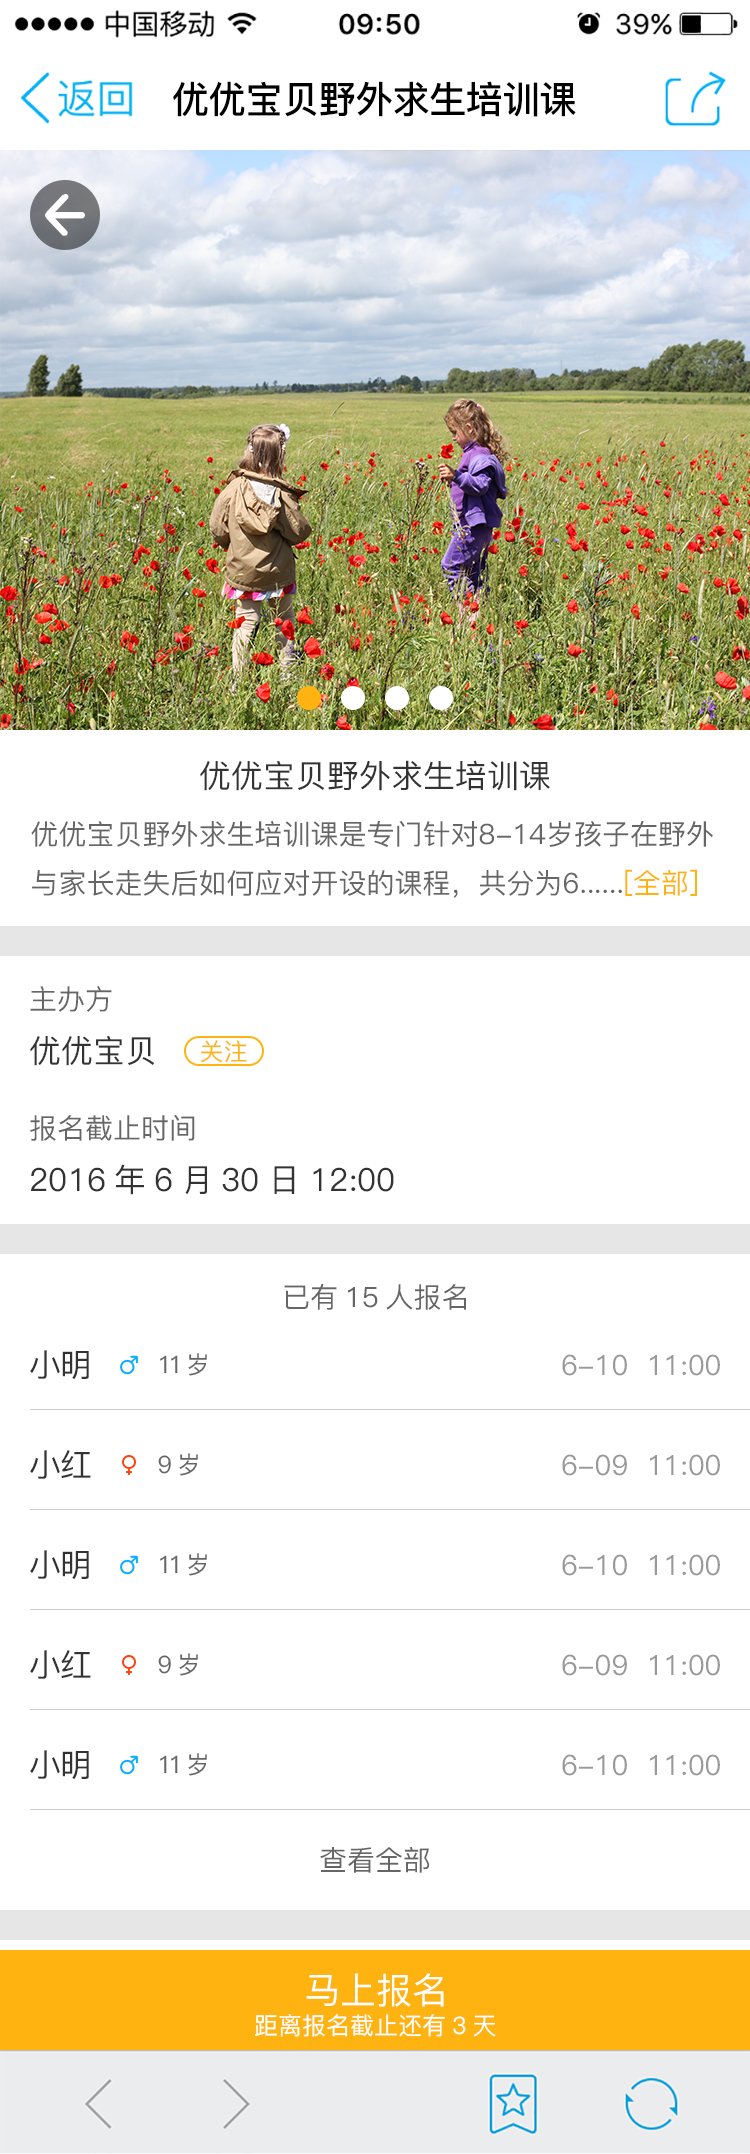 中国移动 09:50 39%
返回 优优宝贝野外求生培训课
优优宝贝野外求生培训课
优优宝贝野外求生培训课是专门针对8-14岁孩子在野外
与家长走失后如何应对开设的课程，共分为6......[全部]
主办方
优优宝贝 关注
报名截止时间
2016 年 6 月 30 日 12:00
已有 15 人报名
小明 ♂ 11 岁 6-10 11:00
小红 ♀ 9 岁 6-09 11:00
小明 ♂ 11 岁 6-10 11:00
小红 ♀ 9 岁 6-09 11:00
小明 ♂ 11 岁 6-10 11:00
查看全部
马上报名
距离报名截止还有 3 天